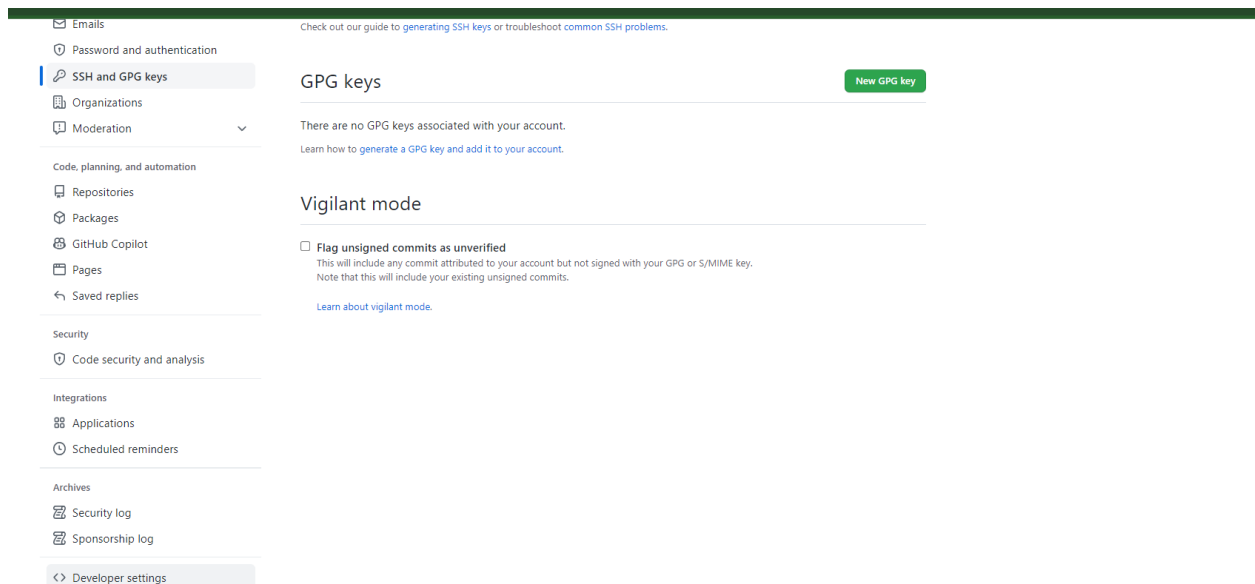 Emails
Password and authentication
SSH and GPG keys
Organizations
Moderation
Code, planning, and automation
Repositories
Packages
GitHub Copilot
Pages
Saved replies
Security
Code security and analysis
Integrations
Applications
Scheduled reminders
Archives
Security log
Sponsorship log
Developer settings
Check out our guide to generating SSH keys or troubleshoot common SSH problems.
GPG keys
New GPG key
There are no GPG keys associated with your account.
Learn how to generate a GPG key and add it to your account.
Vigilant mode
Flag unsigned commits as unverified
This will include any commit attributed to your account but not signed with your GPG or S/MIME key.
Note that this will include your existing unsigned commits.
Learn about vigilant mode.